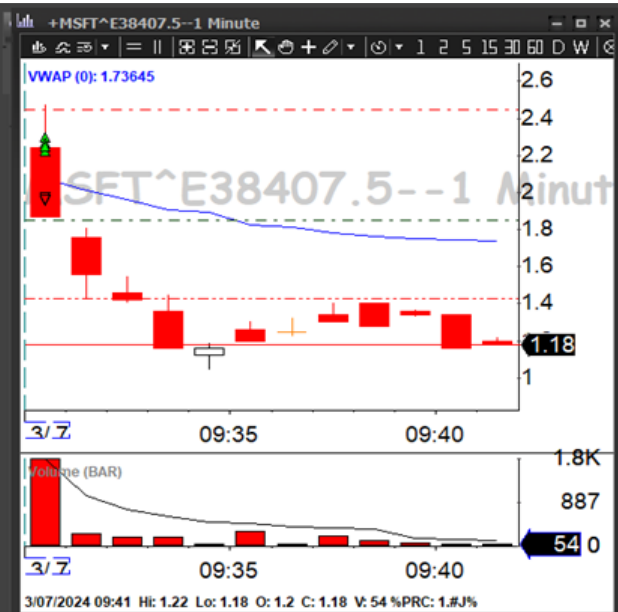 +MSFT^E38407.5--1 Minute
1 2 5 15 30 60 D W
VWAP (0): 1.73645
MSFT^E38407.5--1 Minut
2.6
2.4
2.2
2
1.8
1.6
1.4
1.18
1
3/7 09:35 09:40
Volume (BAR)
1.8K
887
54 0
3/7 09:35 09:40
3/07/2024 09:41 Hi: 1.22 Lo: 1.18 O: 1.2 C: 1.18 V: 54 %PRC: 1.#J%